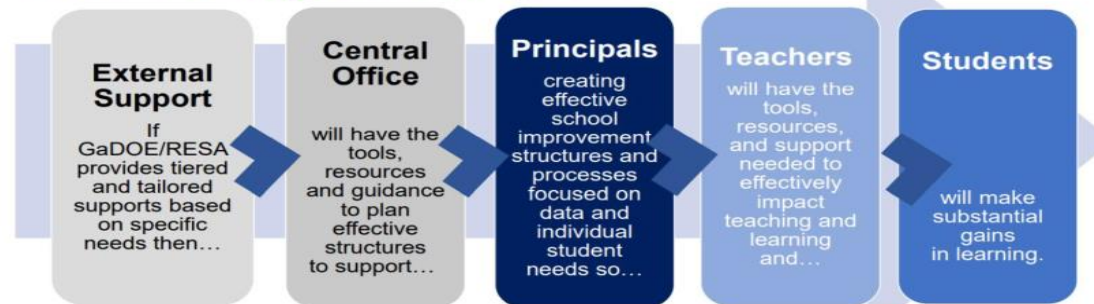 External
Support
If
GaDOE/RESA
provides tiered
and tailored
supports based
on specific
needs then…
Central
Office
will have the
tools,
resources
and guidance
to plan
effective
structures
to support…
Principals
creating
effective
school
improvement
structures and
processes
focused on
data and
individual
student
needs so…
Teachers
will have the
tools,
resources,
and support
needed to
effectively
impact
teaching and
learning
and…
Students
will make
substantial
gains
in learning.